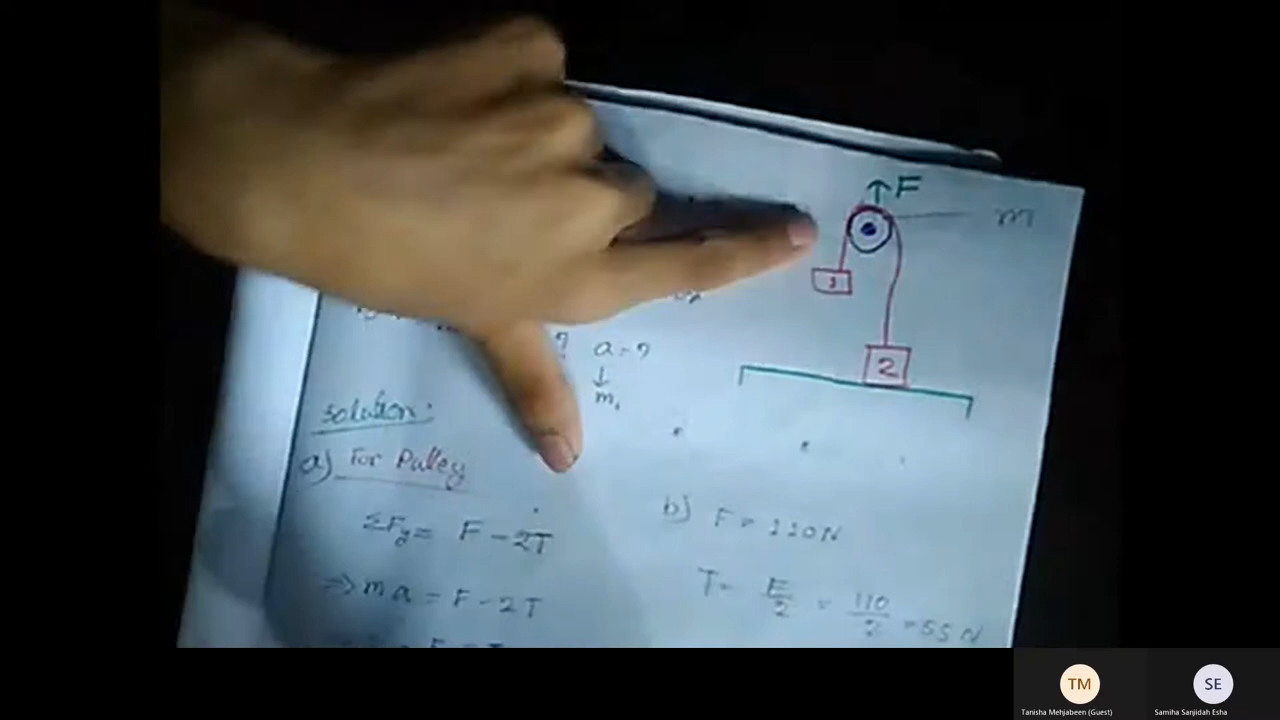 ↑ F
m
1
2
? a = ?
↓
m₁
Solution:
a) For Pulley
ΣFy = F - 2T
⇒ ma = F - 2T
b) F = 110N
T = F/2 = 110/2 = 55 N
TM
SE
Tanisha Mehjabeen (Guest)
Samiha Sanjidah Esha